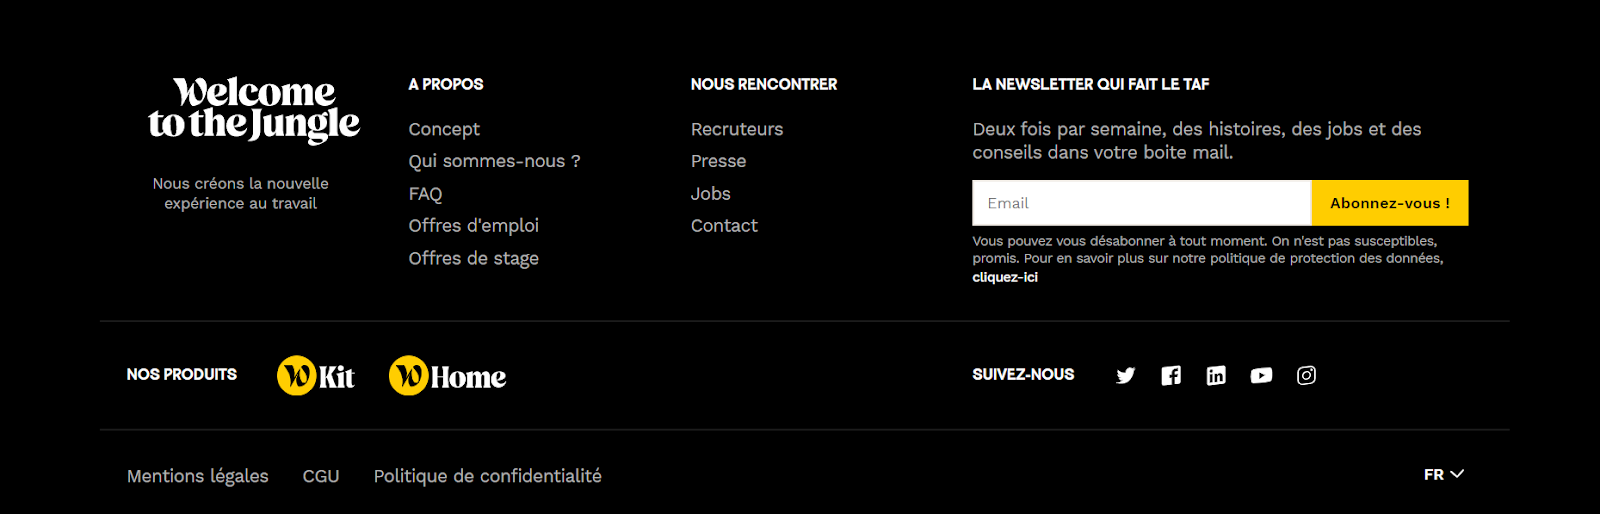 Welcome
to the Jungle
Nous créons la nouvelle
expérience au travail
A PROPOS
Concept
Qui sommes-nous ?
FAQ
Offres d'emploi
Offres de stage
NOUS RENCONTRER
Recruteurs
Presse
Jobs
Contact
LA NEWSLETTER QUI FAIT LE TAF
Deux fois par semaine, des histoires, des jobs et des
conseils dans votre boite mail.
Email
Abonnez-vous !
Vous pouvez vous désabonner à tout moment. On n'est pas susceptibles,
promis. Pour en savoir plus sur notre politique de protection des données,
cliquez-ici
NOS PRODUITS
W Kit
W Home
SUIVEZ-NOUS
Mentions légales
CGU
Politique de confidentialité
FR